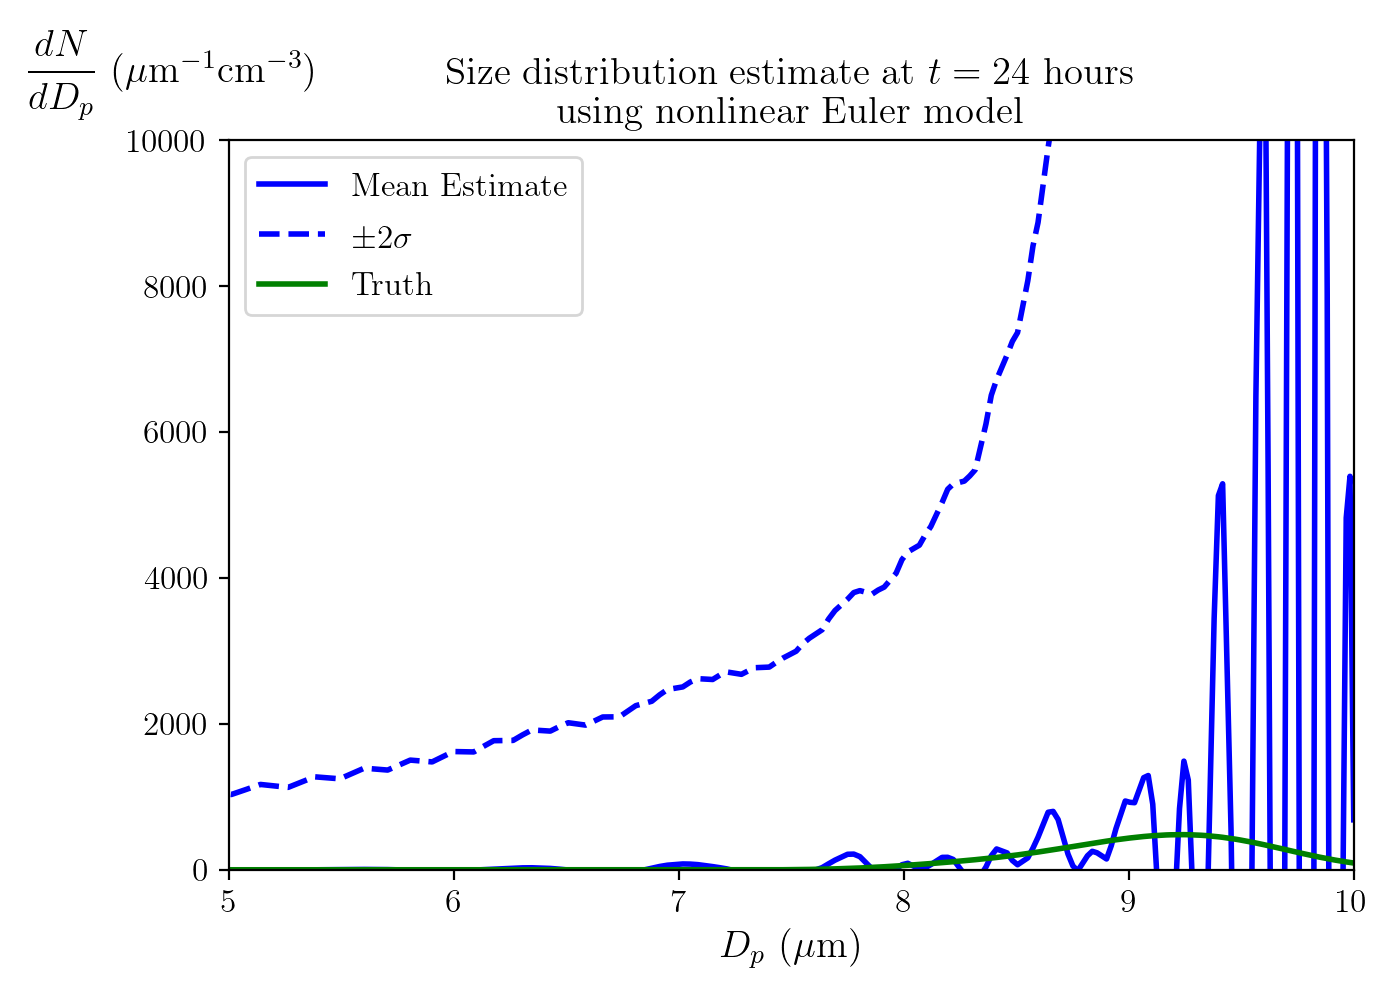 dN/dD_p (μm⁻¹cm⁻³)
Size distribution estimate at t = 24 hours
using nonlinear Euler model
10000
8000
6000
4000
2000
0
Mean Estimate
±2σ
Truth
5
6
7
8
9
10
D_p (μm)